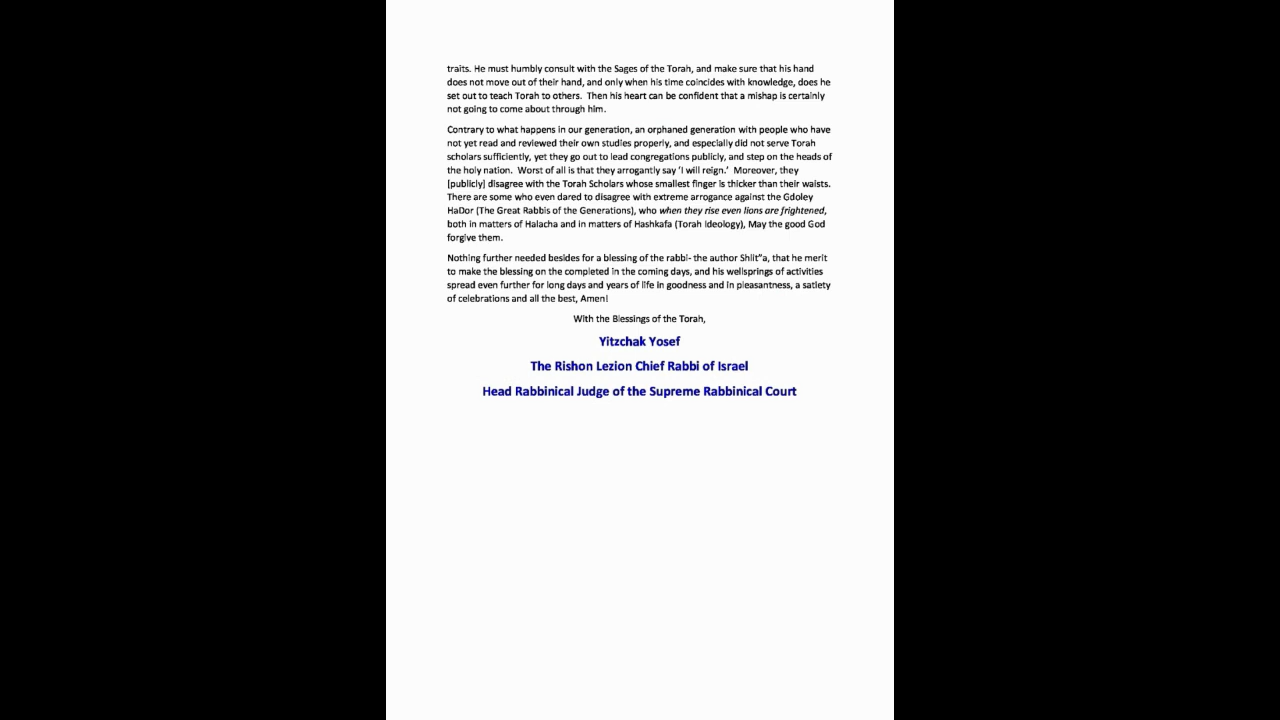 traits. He must humbly consult with the Sages of the Torah, and make sure that his hand
does not move out of their hand, and only when his time coincides with knowledge, does he
set out to teach Torah to others.  Then his heart can be confident that a mishap is certainly
not going to come about through him.
Contrary to what happens in our generation, an orphaned generation with people who have
not yet read and reviewed their own studies properly, and especially did not serve Torah
scholars sufficiently, yet they go out to lead congregations publicly, and step on the heads of
the holy nation.  Worst of all is that they arrogantly say ‘I will reign.’  Moreover, they
[publicly] disagree with the Torah Scholars whose smallest finger is thicker than their waists.
There are some who even dared to disagree with extreme arrogance against the Gdoley
HaDor (The Great Rabbis of the Generations), who when they rise even lions are frightened,
both in matters of Halacha and in matters of Hashkafa (Torah Ideology), May the good God
forgive them.
Nothing further needed besides for a blessing of the rabbi- the author Shlit”a, that he merit
to make the blessing on the completed in the coming days, and his wellsprings of activities
spread even further for long days and years of life in goodness and in pleasantness, a satiety
of celebrations and all the best, Amen!
With the Blessings of the Torah,
Yitzchak Yosef
The Rishon Lezion Chief Rabbi of Israel
Head Rabbinical Judge of the Supreme Rabbinical Court